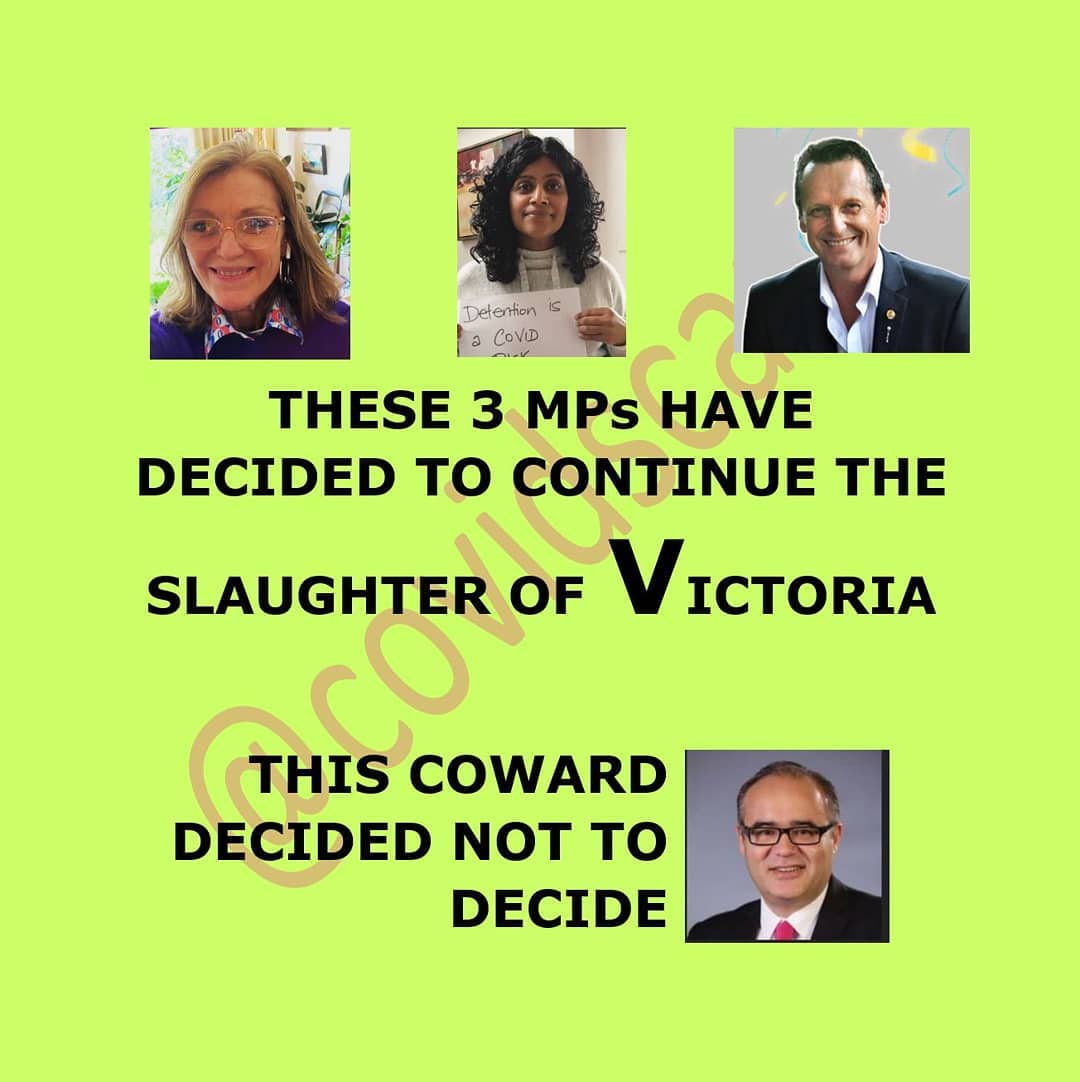 Detention is
a COVID
THESE 3 MPs HAVE
DECIDED TO CONTINUE THE
SLAUGHTER OF VICTORIA
@covidsca
THIS COWARD
DECIDED NOT TO
DECIDE